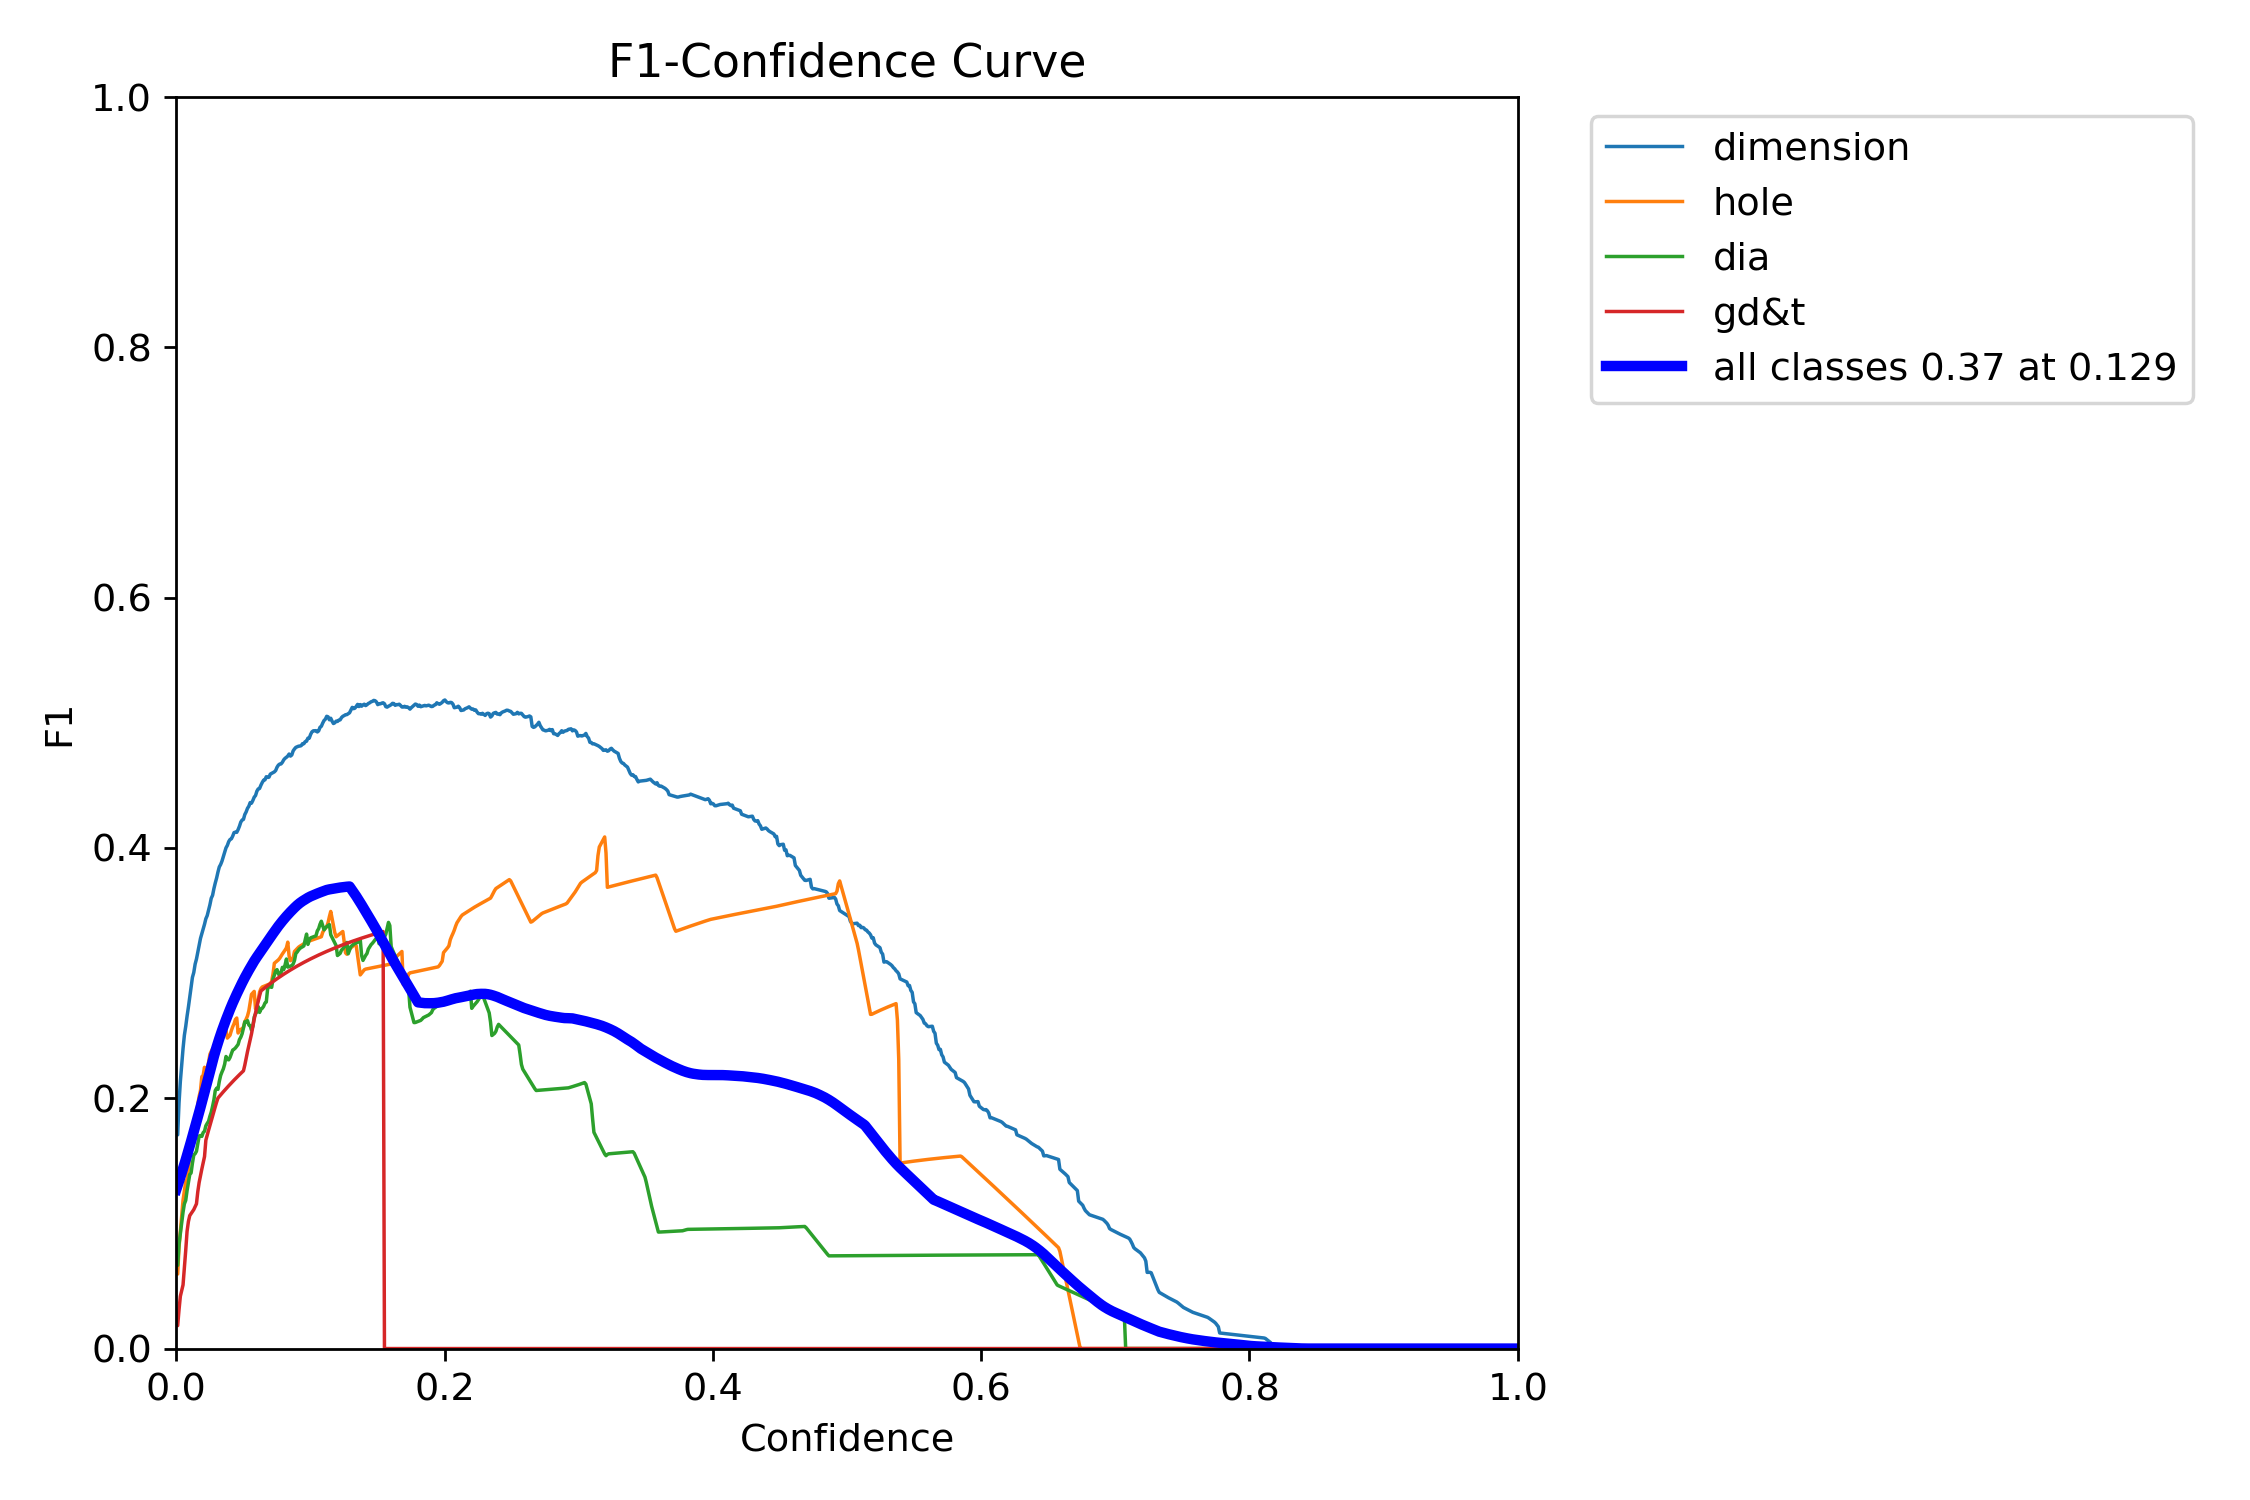 F1-Confidence Curve
1.0
0.8
0.6
0.4
0.2
0.0
F1
0.0 0.2 0.4 0.6 0.8 1.0
Confidence
dimension
hole
dia
gd&t
all classes 0.37 at 0.129